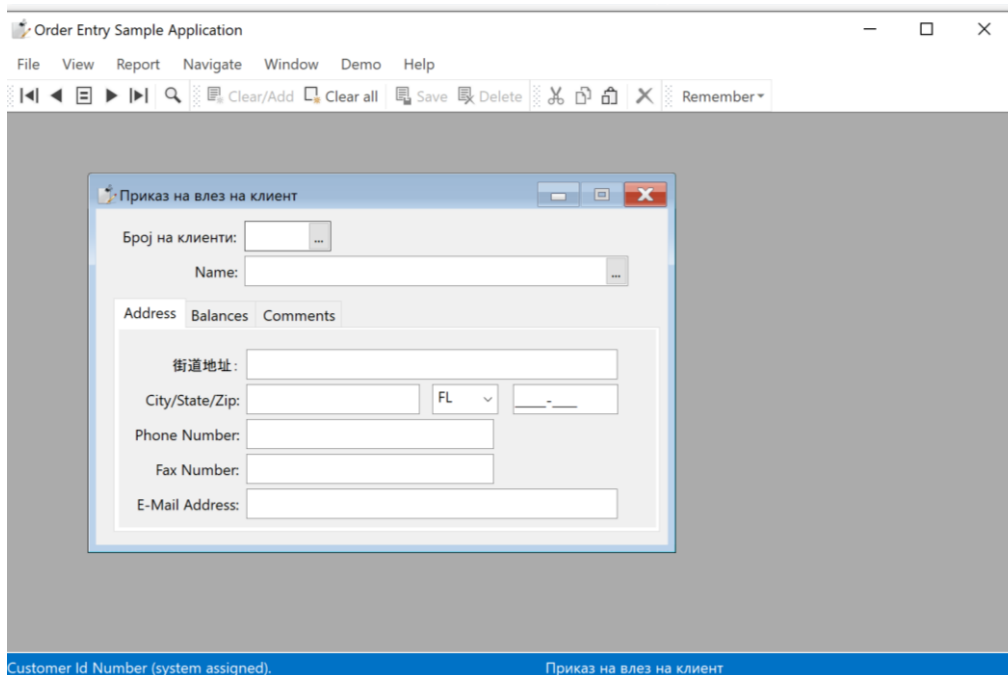 Order Entry Sample Application
File View Report Navigate Window Demo Help
Clear/Add Clear all Save Delete Remember
Приказ на влез на клиент
Број на клиенти: ...
Name: ...
Address Balances Comments
街道地址:
City/State/Zip: FL ____-___
Phone Number:
Fax Number:
E-Mail Address:
Customer Id Number (system assigned). Приказ на влез на клиент